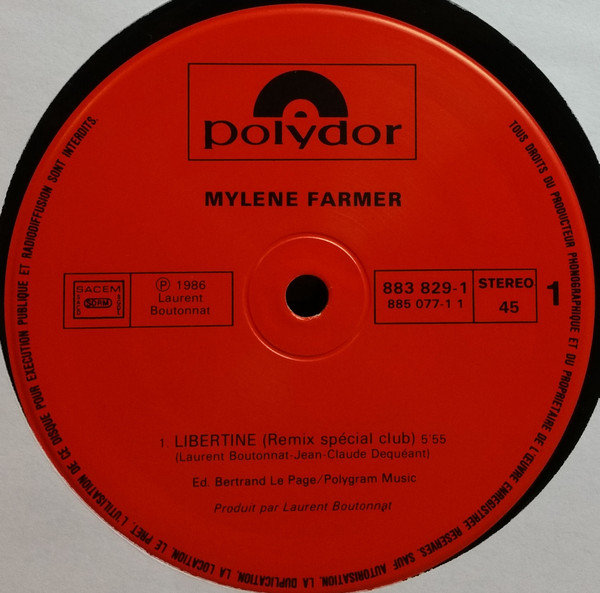 polydor
MYLENE FARMER
SACEM
SDRM
Ⓟ 1986
Laurent
Boutonnat
883 829-1
885 077-1 1
STEREO
45
1
1. LIBERTINE (Remix spécial club) 5'55
(Laurent Boutonnat-Jean-Claude Dequéant)
Ed. Bertrand Le Page/Polygram Music
Produit par Laurent Boutonnat
TOUS DROITS DU PRODUCTEUR PHONOGRAPHIQUE ET DU PROPRIETAIRE DE L'ŒUVRE ENREGISTREE RESERVES. SAUF AUTORISATION, LA DUPLICATION, LA LOCATION, LE PRET, L'UTILISATION DE CE DISQUE POUR EXECUTION PUBLIQUE ET RADIODIFFUSION SONT INTERDITS.